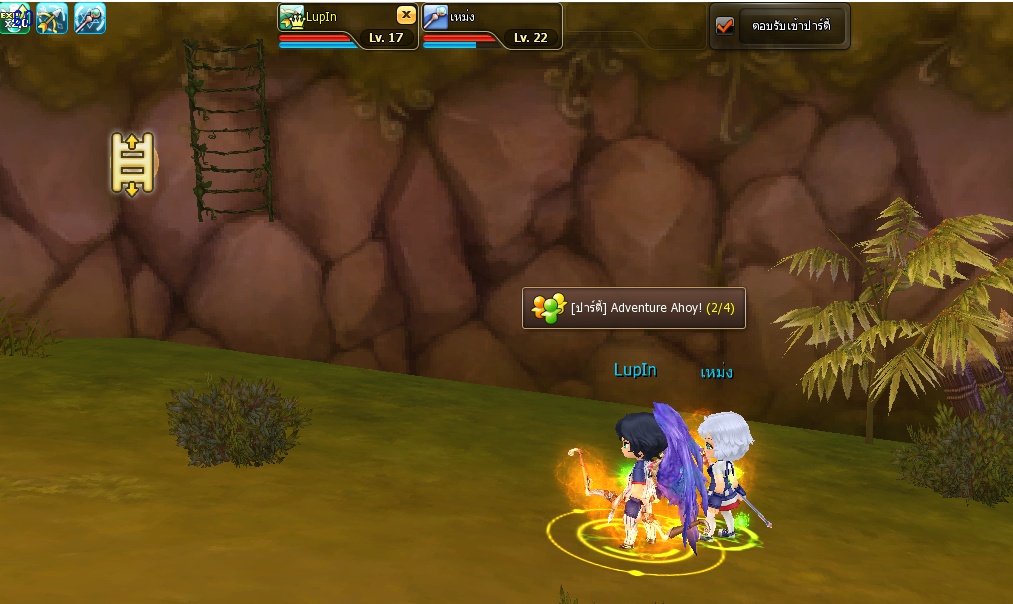 LupIn
Lv. 17
เหม่ง
Lv. 22
ตอบรับเข้าปาร์ตี้
[ปาร์ตี้] Adventure Ahoy! (2/4)
LupIn
เหม่ง